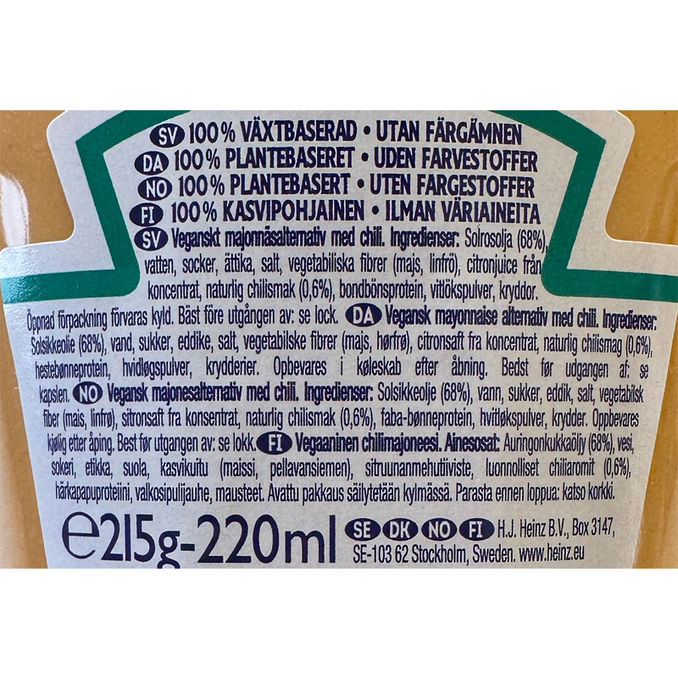 SV 100% VÄXTBASERAD • UTAN FÄRGÄMNEN
DA 100% PLANTEBASERET • UDEN FARVESTOFFER
NO 100% PLANTEBASERT • UTEN FARGESTOFFER
FI 100% KASVIPOHJAINEN • ILMAN VÄRIAINEITA
SV Veganskt majonnäsalternativ med chili. Ingredienser: Solrosolja (68%),
vatten, socker, ättika, salt, vegetabiliska fibrer (majs, linfrö), citronjuice från
koncentrat, naturlig chilismak (0,6%), bondbönsprotein, vitlökspulver, kryddor.
Öppnad förpackning förvaras kyld. Bäst före utgången av: se lock. DA Vegansk mayonnaise alternativ med chili. Ingredienser:
Solsikkeolie (68%), vand, sukker, eddike, salt, vegetabilske fibre (majs, hørfrø), citronsaft fra koncentrat, naturlig chilismag (0,6%),
hestebønneprotein, hvidløgspulver, krydderier. Opbevares i køleskab efter åbning. Bedst før udgangen af: se
kapslen. NO Vegansk majonesalternativ med chili. Ingredienser: Solsikkeolje (68%), vann, sukker, eddik, salt, vegetabilsk
fiber (mais, linfrø), sitronsaft fra konsentrat, naturlig chilismak (0,6%), faba-bønneprotein, hvitløkspulver, krydder. Oppbevares
kjølig etter åping. Best før utgangen av: se lokk. FI Vegaaninen chilimajoneesi. Ainesosat: Auringonkukkaöljy (68%), vesi,
sokeri, etikka, suola, kasvikuitu (maissi, pellavansiemen), sitruunanmehutiiviste, luonnolliset chiliaromit (0,6%),
härkäpapuproteiini, valkosipulijauhe, mausteet. Avattu pakkaus säilytetään kylmässä. Parasta ennen loppua: katso korkki.
e215g-220ml SE DK NO FI H.J. Heinz B.V., Box 3147,
SE-103 62 Stockholm, Sweden. www.heinz.eu